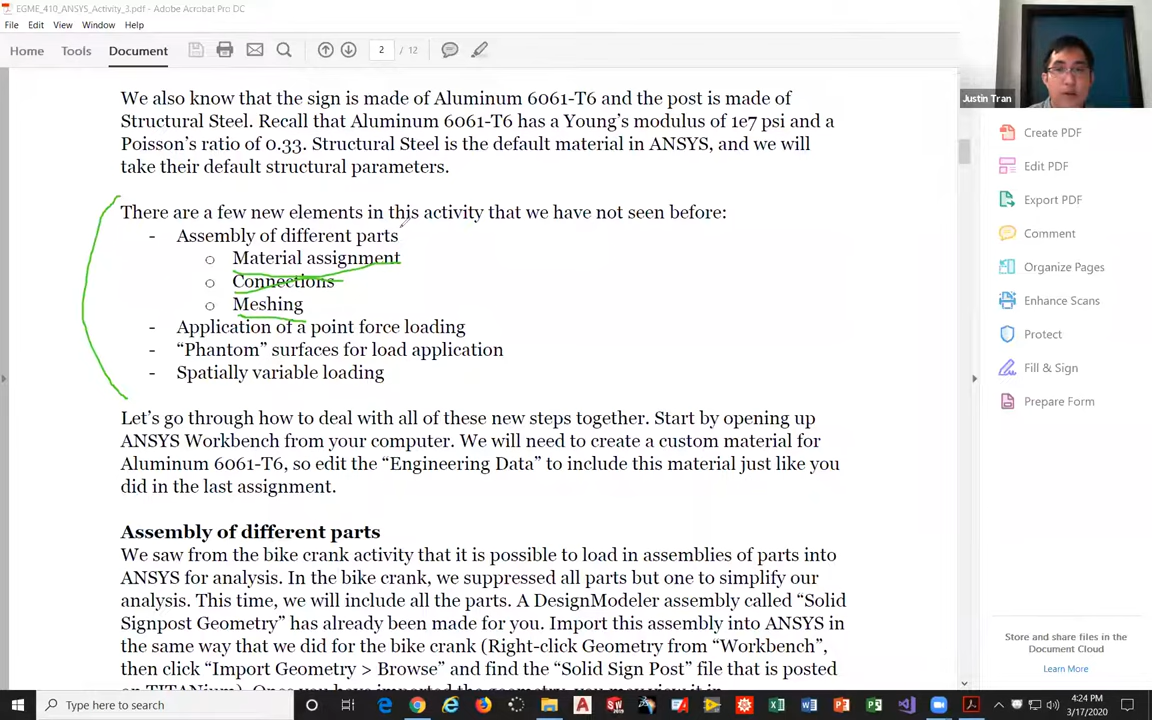 EGME_410_ANSYS_Activity_3.pdf - Adobe Acrobat Pro DC
File Edit View Window Help
Home Tools Document 2 / 12
Justin Tran
We also know that the sign is made of Aluminum 6061-T6 and the post is made of
Structural Steel. Recall that Aluminum 6061-T6 has a Young's modulus of 1e7 psi and a
Poisson's ratio of 0.33. Structural Steel is the default material in ANSYS, and we will
take their default structural parameters.
There are a few new elements in this activity that we have not seen before:
- Assembly of different parts
o Material assignment
o Connections
o Meshing
- Application of a point force loading
- “Phantom” surfaces for load application
- Spatially variable loading
Let's go through how to deal with all of these new steps together. Start by opening up
ANSYS Workbench from your computer. We will need to create a custom material for
Aluminum 6061-T6, so edit the “Engineering Data” to include this material just like you
did in the last assignment.
Assembly of different parts
We saw from the bike crank activity that it is possible to load in assemblies of parts into
ANSYS for analysis. In the bike crank, we suppressed all parts but one to simplify our
analysis. This time, we will include all the parts. A DesignModeler assembly called “Solid
Signpost Geometry” has already been made for you. Import this assembly into ANSYS in
the same way that we did for the bike crank (Right-click Geometry from “Workbench”,
then click “Import Geometry > Browse” and find the “Solid Sign Post” file that is posted
on TITANium). Once you have imported the geometry, you may view it in
Create PDF
Edit PDF
Export PDF
Comment
Organize Pages
Enhance Scans
Protect
Fill & Sign
Prepare Form
Store and share files in the
Document Cloud
Learn More
Type here to search
4:24 PM
3/17/2020